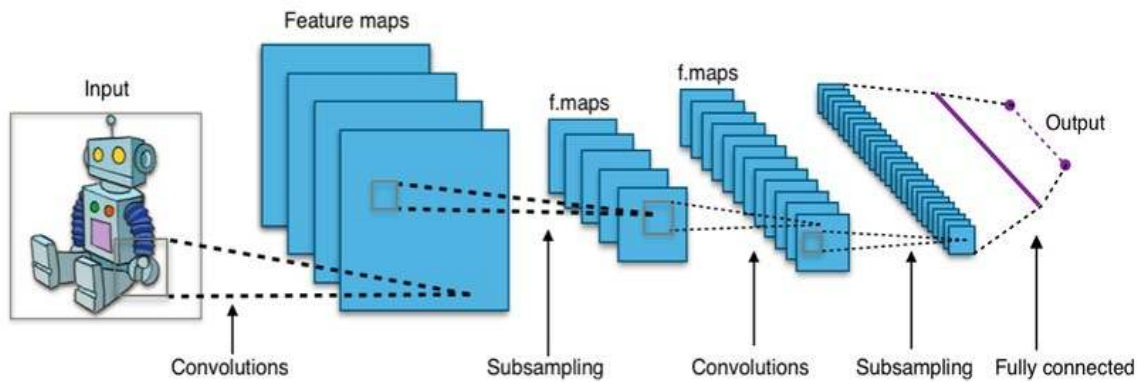 Feature maps
f.maps
Input
f.maps
Output
Convolutions
Subsampling
Convolutions
Subsampling
Fully connected